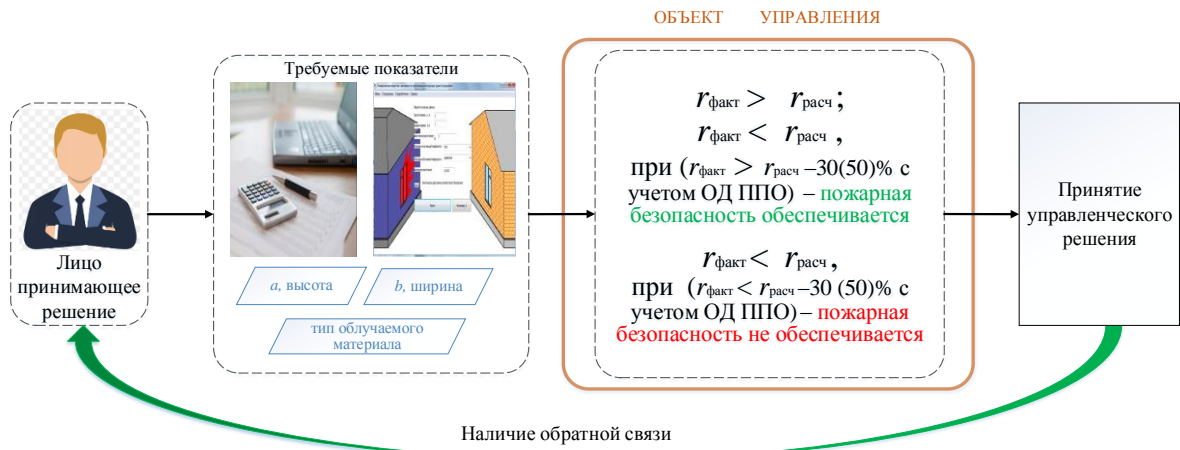 ОБЪЕКТ УПРАВЛЕНИЯ
Требуемые показатели
Лицо
принимающее
решение
a, высота
b, ширина
тип облучаемого
материала
rфакт > rрасч;
rфакт < rрасч ,
при (rфакт > rрасч –30(50)% с
учетом ОД ППО) – пожарная
безопасность обеспечивается
rфакт < rрасч,
при (rфакт < rрасч –30 (50)% с
учетом ОД ППО) – пожарная
безопасность не обеспечивается
Принятие
управленческого
решения
Наличие обратной связи